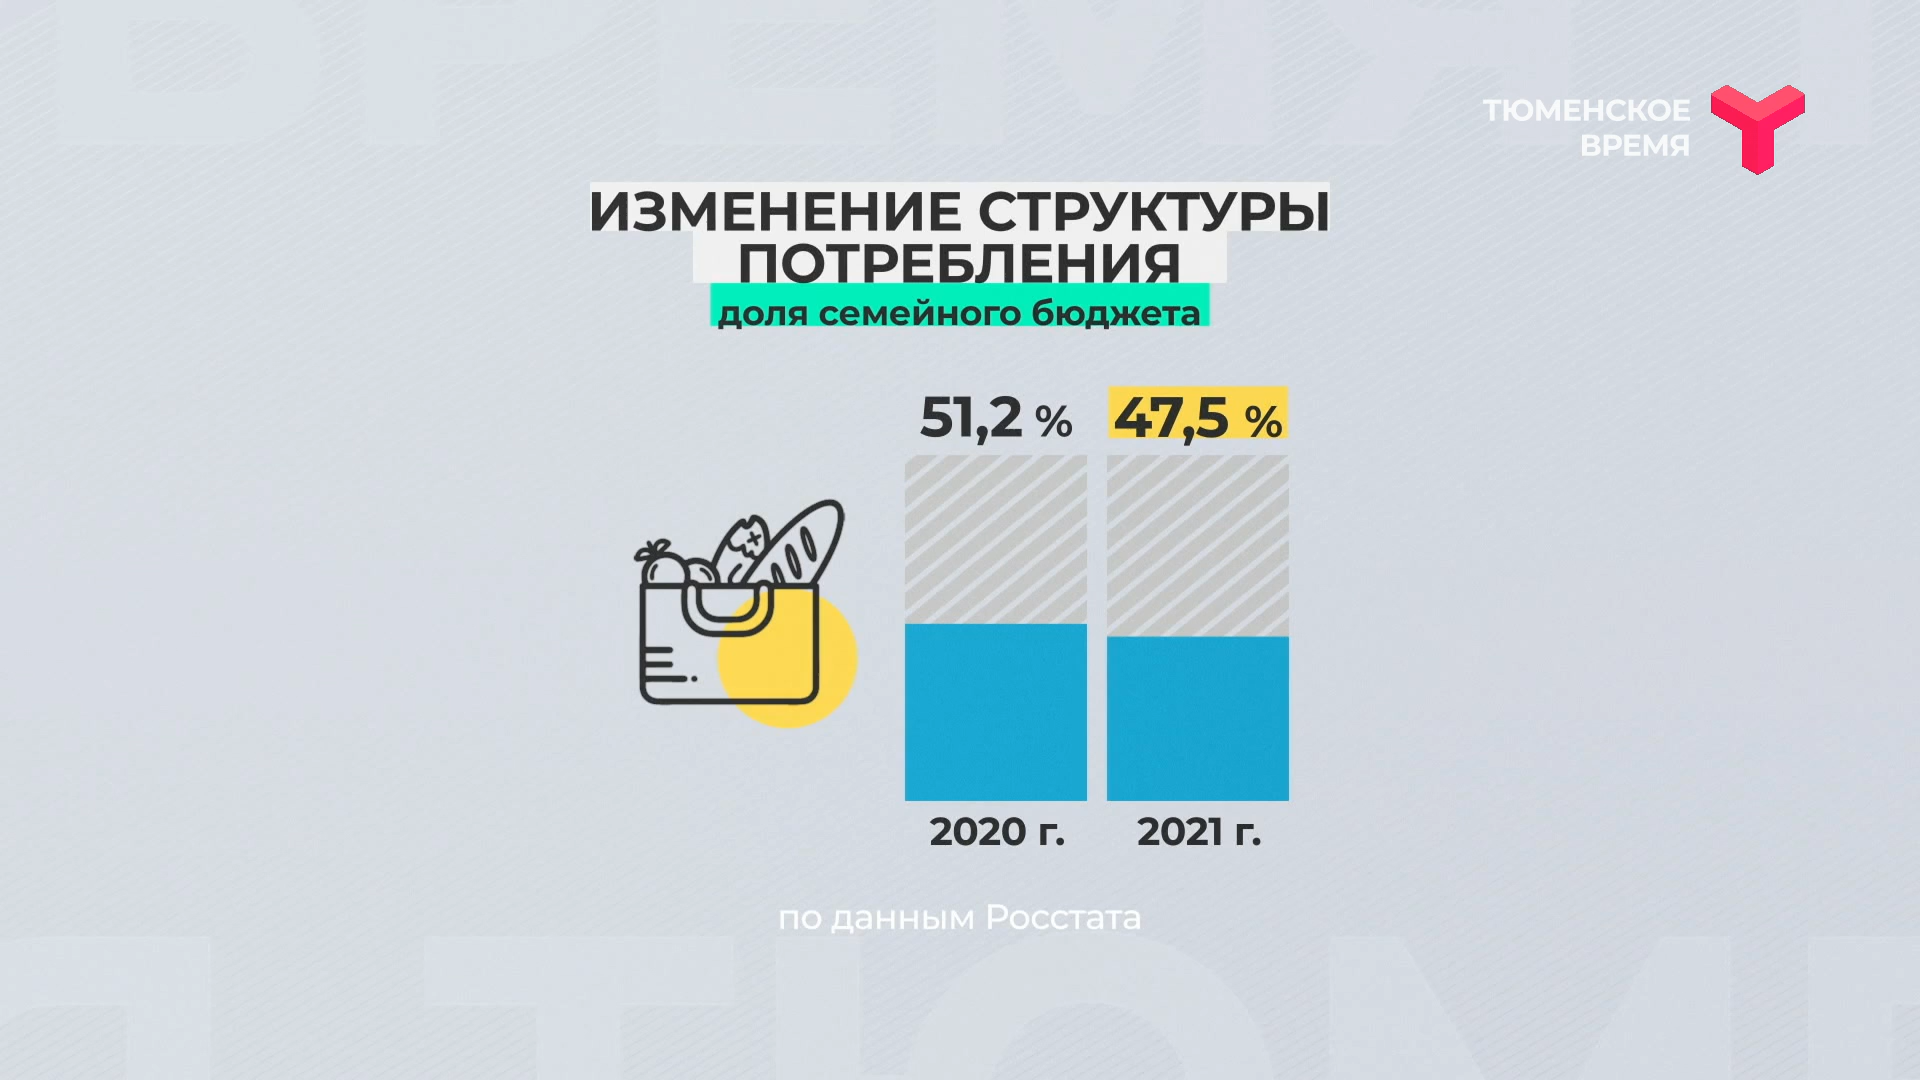 ТЮМЕНСКОЕ
ВРЕМЯ
ИЗМЕНЕНИЕ СТРУКТУРЫ
ПОТРЕБЛЕНИЯ
доля семейного бюджета
51,2 %
47,5 %
2020 г.
2021 г.
по данным Росстата